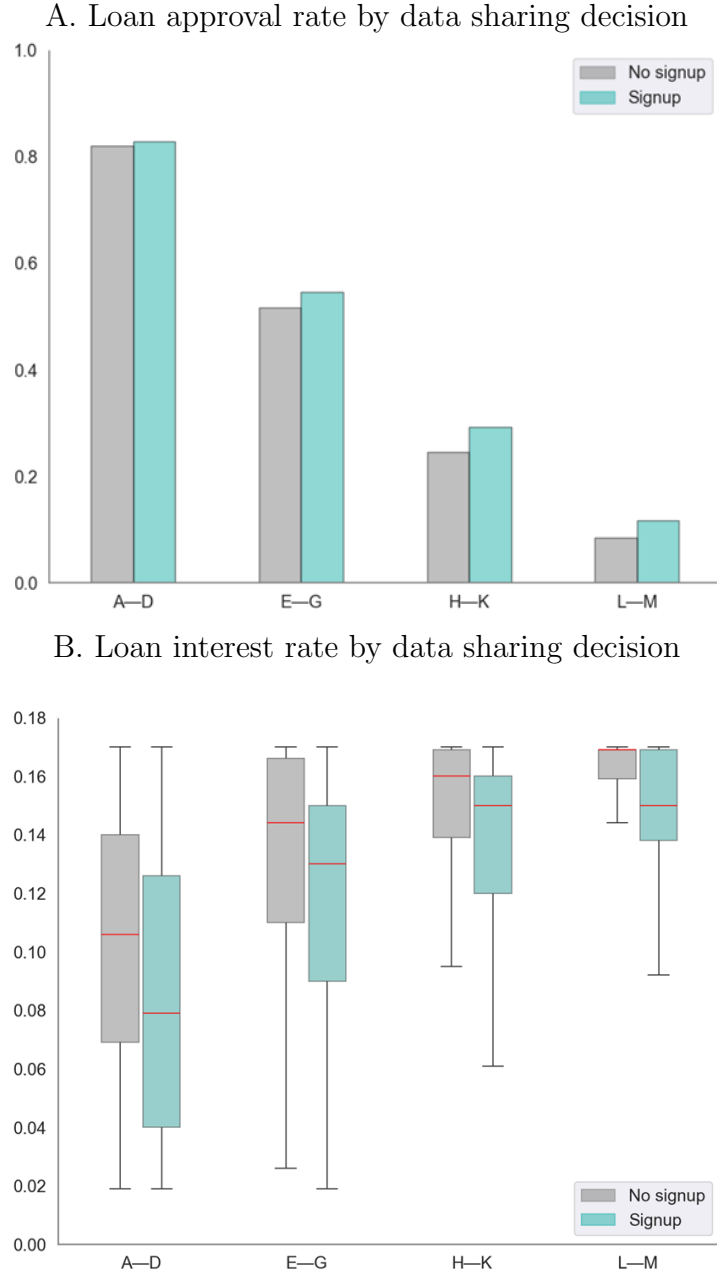 A. Loan approval rate by data sharing decision
1.0
No signup
Signup
0.8
0.6
0.4
0.2
0.0
A—D E—G H—K L—M
B. Loan interest rate by data sharing decision
0.18
0.16
0.14
0.12
0.10
0.08
0.06
0.04
0.02
No signup
Signup
0.00
A—D E—G H—K L—M